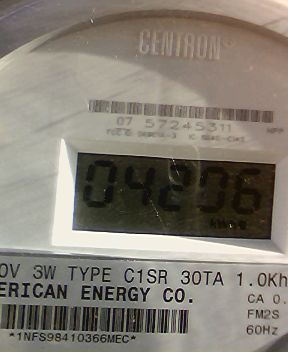 CENTRON®
07 57245311
04206
0V 3W TYPE C1SR 30TA 1.0Kh
ERICAN ENERGY CO.
CA 0.
FM2S
60Hz
*1NFS98410366MEC*